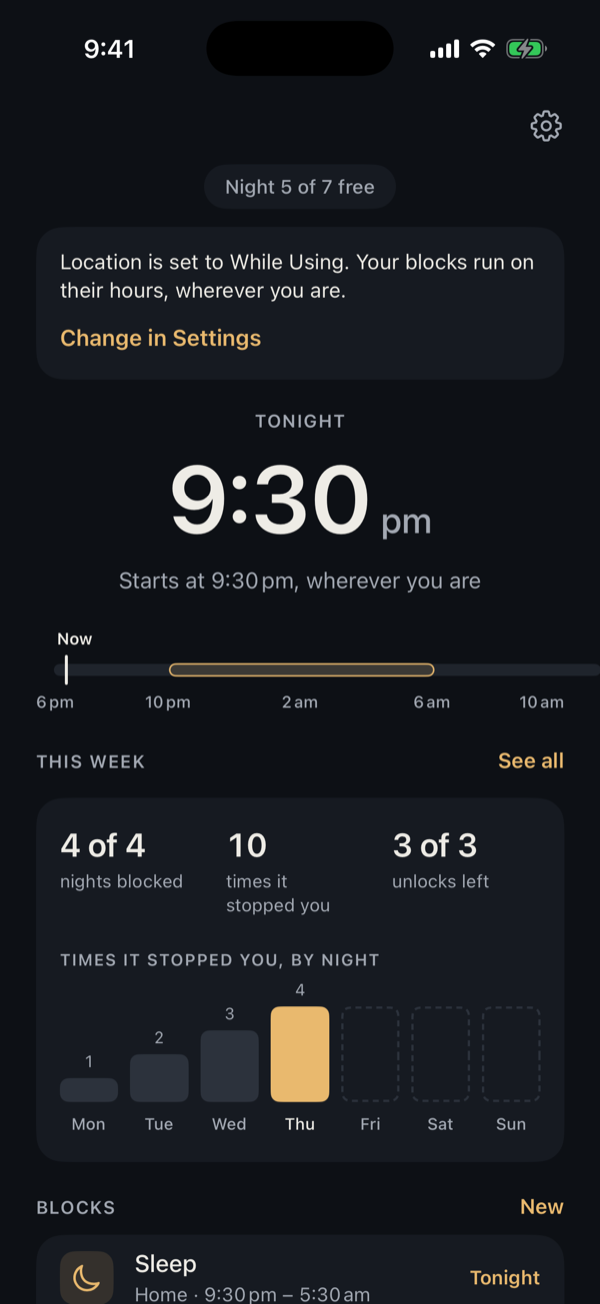 9:41
Night 5 of 7 free
Location is set to While Using. Your blocks run on
their hours, wherever you are.
Change in Settings
TONIGHT
9:30 pm
Starts at 9:30 pm, wherever you are
Now
6 pm 10 pm 2 am 6 am 10 am
THIS WEEK See all
4 of 4 10 3 of 3
nights blocked times it unlocks left
stopped you
TIMES IT STOPPED YOU, BY NIGHT
1 2 3 4
Mon Tue Wed Thu Fri Sat Sun
BLOCKS New
Sleep Tonight
Home · 9:30 pm – 5:30 am